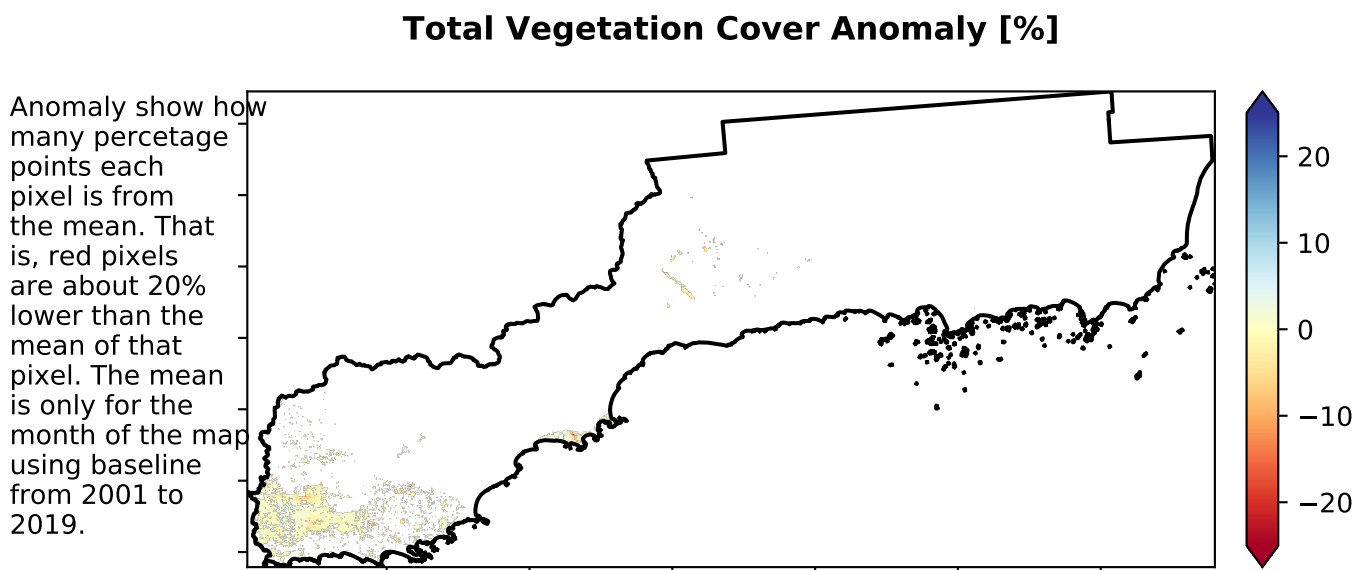 Total Vegetation Cover Anomaly [%]
Anomaly show how
many percetage
points each
pixel is from
the mean. That
is, red pixels
are about 20%
lower than the
mean of that
pixel. The mean
is only for the
month of the map
using baseline
from 2001 to
2019.
20
10
0
−10
−20